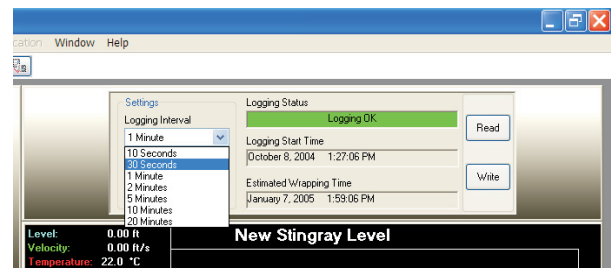 cation Window Help
Settings
Logging Interval
1 Minute
10 Seconds
30 Seconds
1 Minute
2 Minutes
5 Minutes
10 Minutes
20 Minutes
Logging Status
Logging OK
Logging Start Time
October 8, 2004 1:27:06 PM
Estimated Wrapping Time
January 7, 2005 1:59:06 PM
Read
Write
Level: 0.00 ft
Velocity: 0.00 ft/s
Temperature: 22.0 °C
New Stingray Level